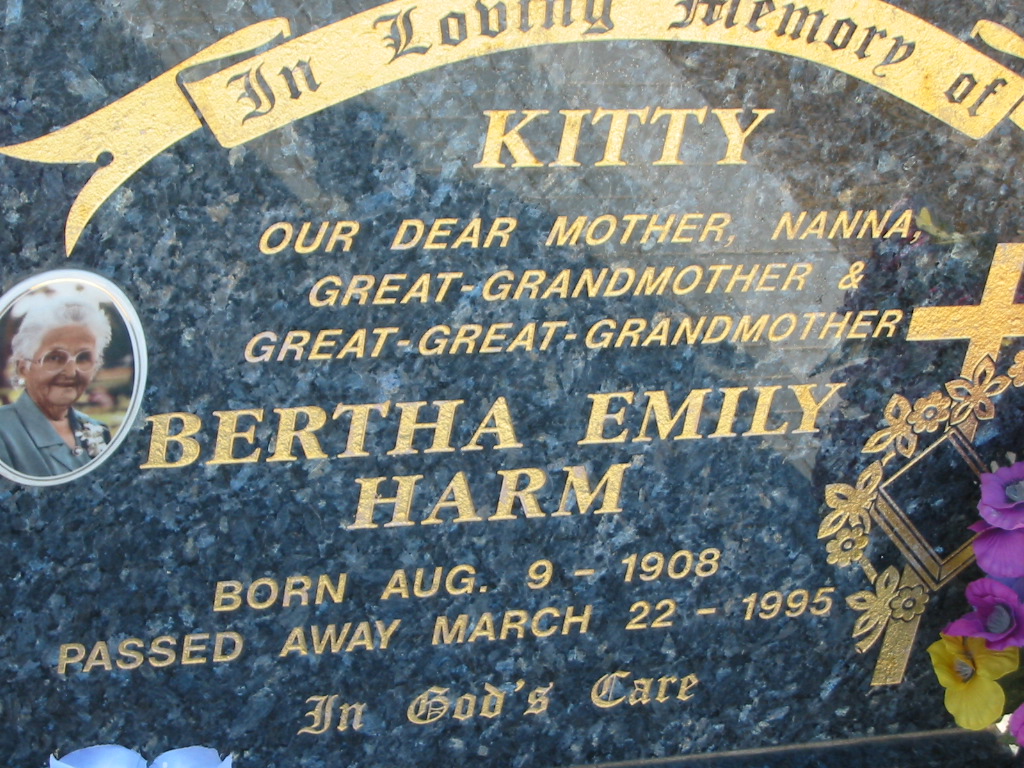 In Loving Memory of
KITTY
OUR DEAR MOTHER, NANNA,
GREAT-GRANDMOTHER &
GREAT-GREAT-GRANDMOTHER
BERTHA EMILY
HARM
BORN AUG. 9 - 1908
PASSED AWAY MARCH 22 - 1995
In God's Care